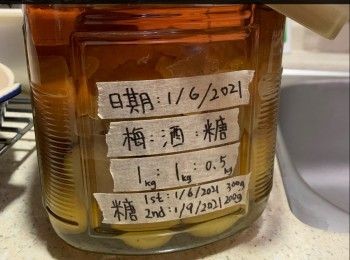 日期：1/6/2021
梅：酒：糖
1kg：1kg：0.5kg
糖 1st: 1/6/2021 300g
2nd: 1/9/2021 200g